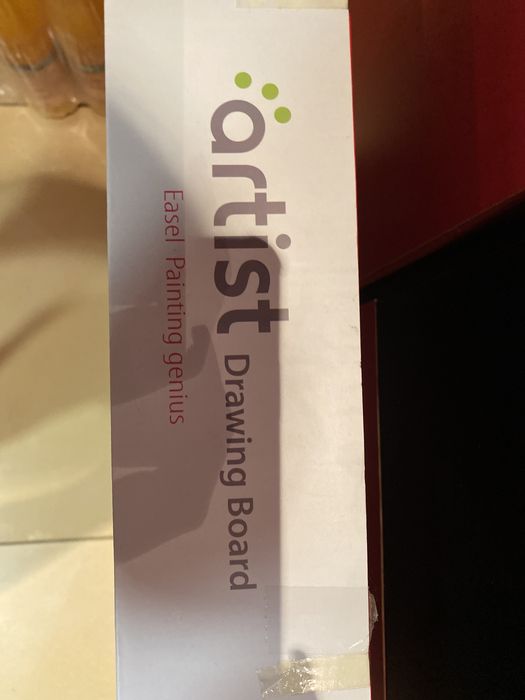 artist Drawing Board
Easel Painting genius